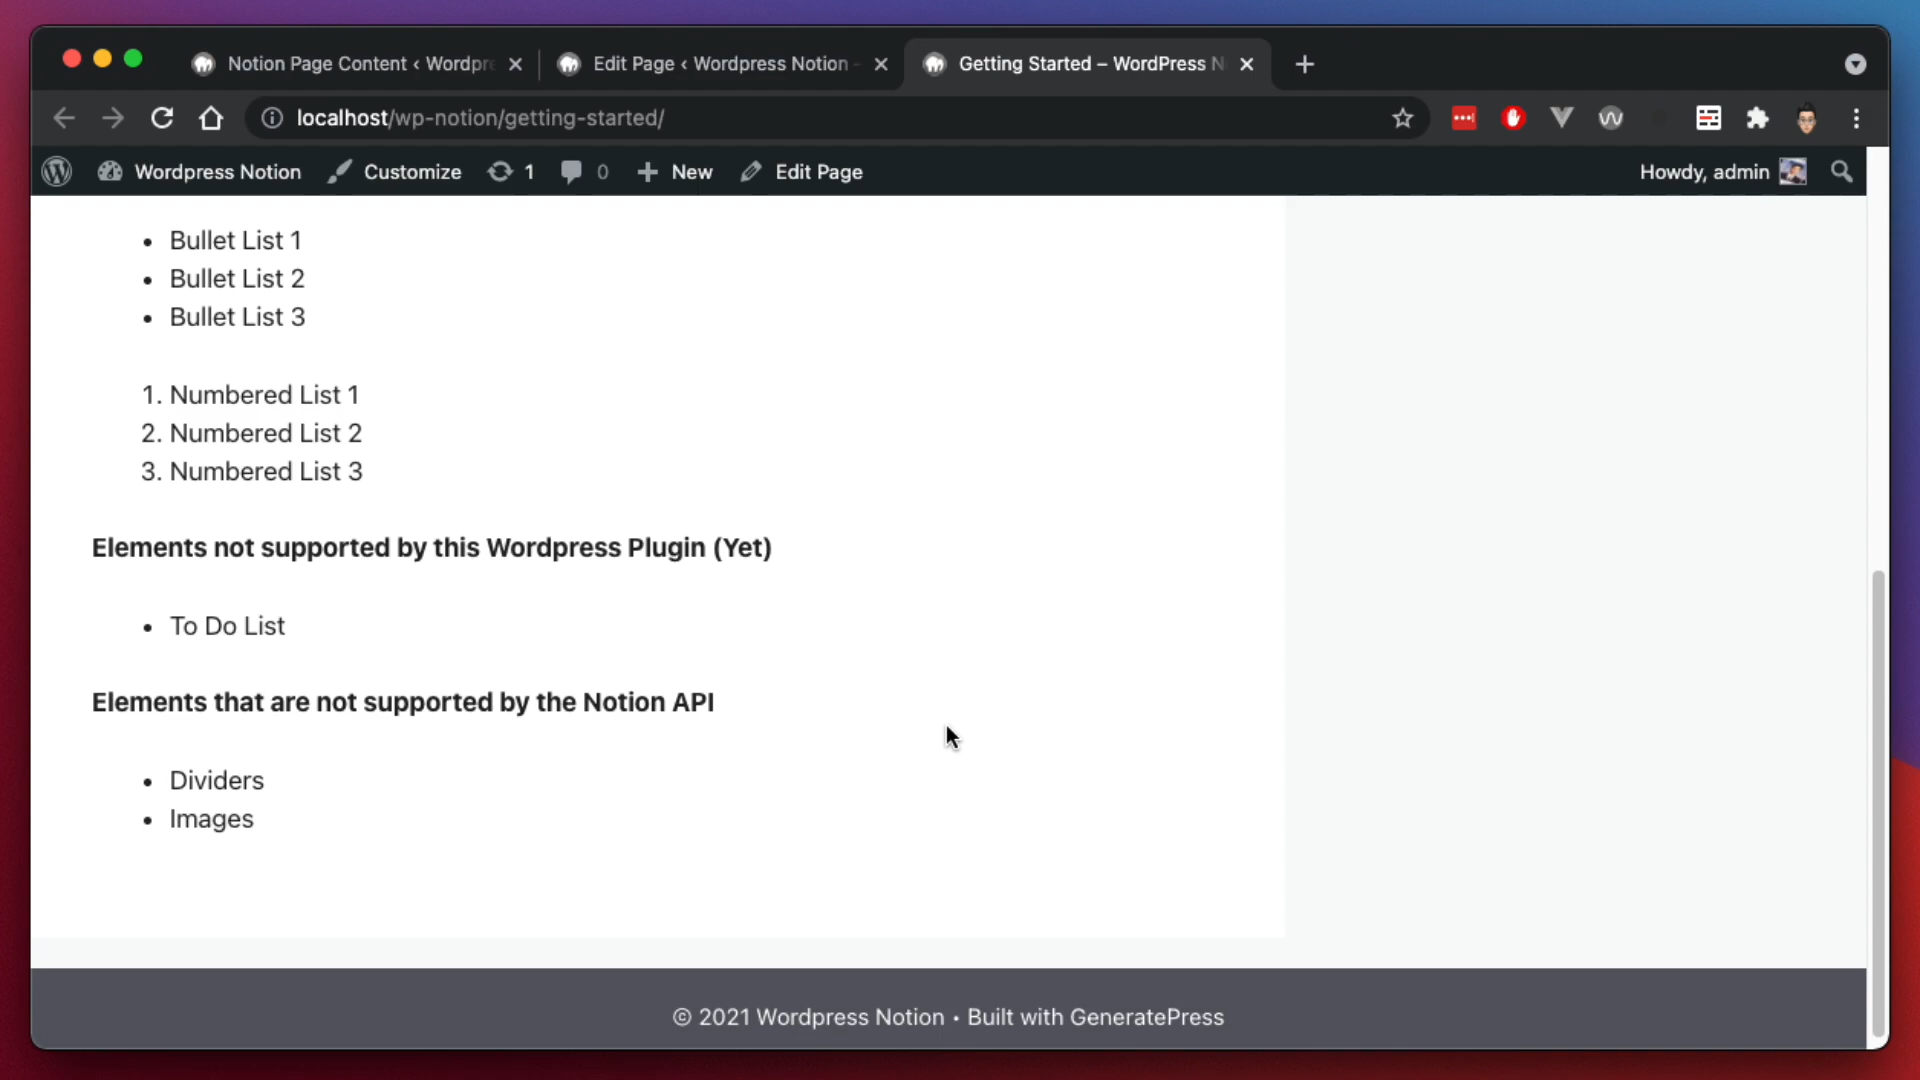 Notion Page Content ‹ Wordpre
Edit Page ‹ Wordpress Notion -
Getting Started – WordPress N
localhost/wp-notion/getting-started/
Wordpress Notion
Customize
1
0
New
Edit Page
Howdy, admin
• Bullet List 1
• Bullet List 2
• Bullet List 3
1. Numbered List 1
2. Numbered List 2
3. Numbered List 3
Elements not supported by this Wordpress Plugin (Yet)
• To Do List
Elements that are not supported by the Notion API
• Dividers
• Images
© 2021 Wordpress Notion • Built with GeneratePress